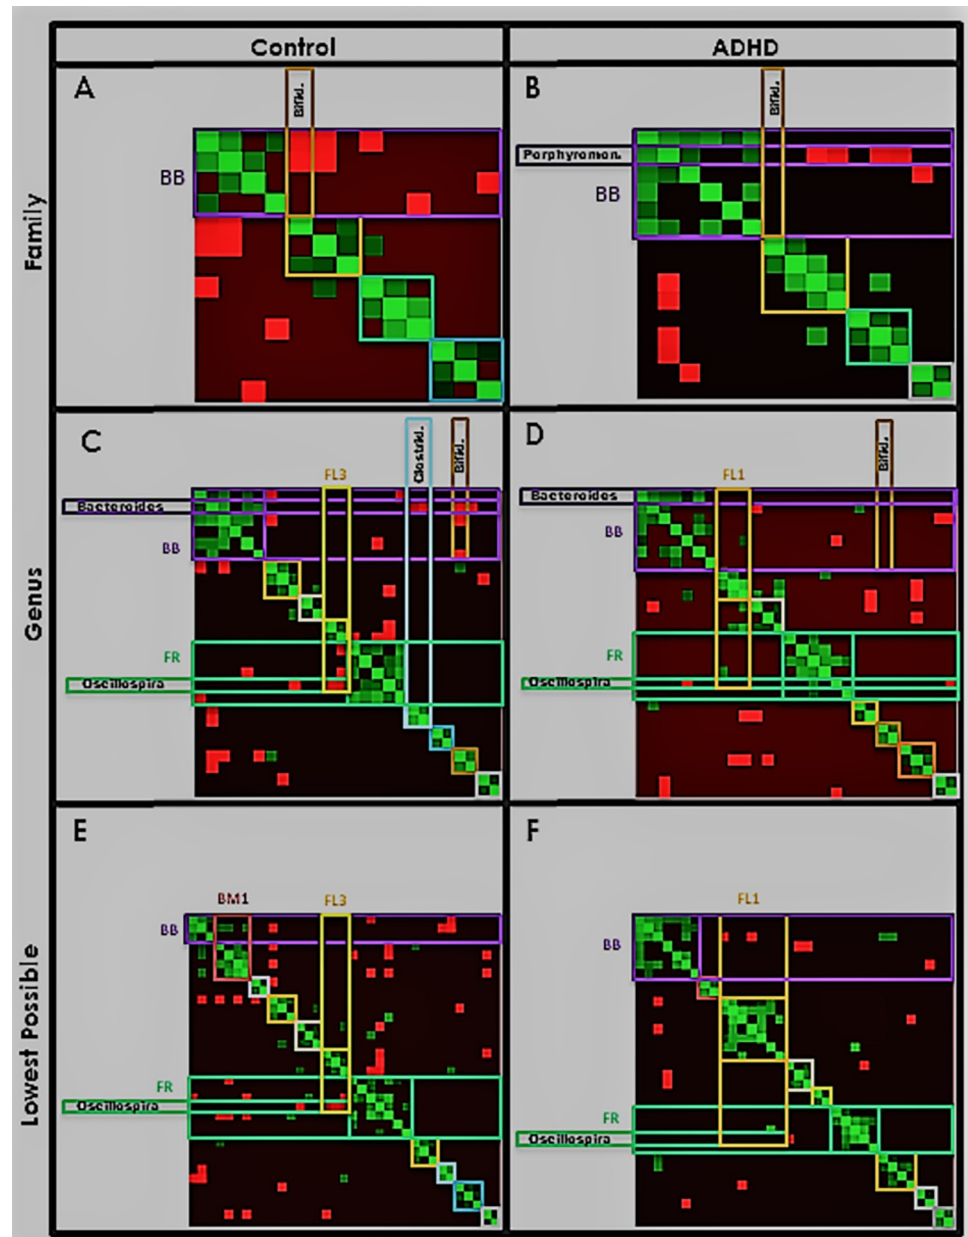 Control
ADHD
Family
A
Bifid.
BB
B
Bifid.
Porphyromon.
BB
Genus
C
Clostrid.
Bifid.
FL3
Bacteroides
BB
FR
Oscillospira
D
Bifid.
FL1
Bacteroides
BB
FR
Oscillospira
Lowest Possible
E
BM1
FL3
BB
FR
Oscillospira
F
FL1
BB
FR
Oscillospira